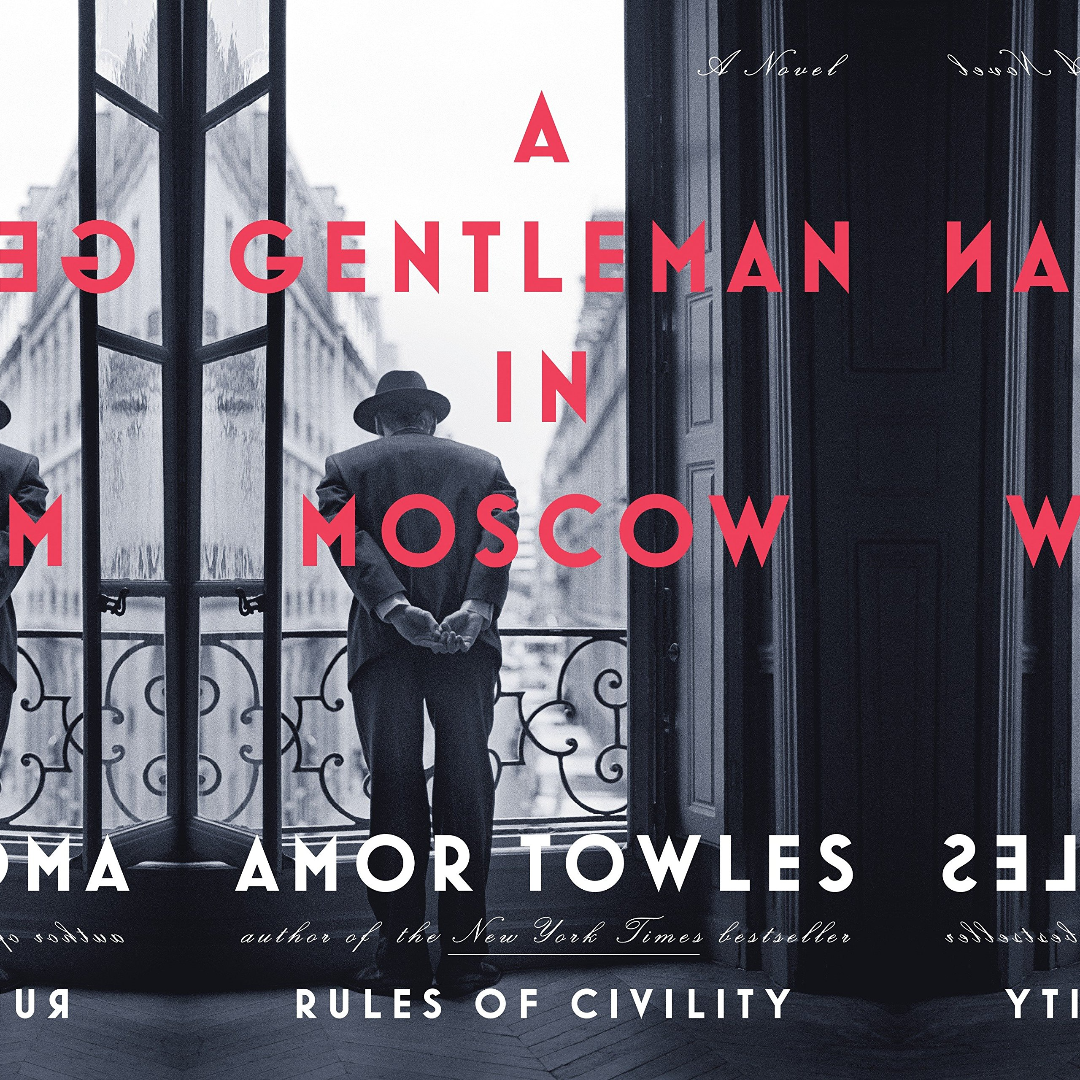 A Novel
A
GENTLEMAN
IN
MOSCOW
AMOR TOWLES
author of the New York Times bestseller
RULES OF CIVILITY